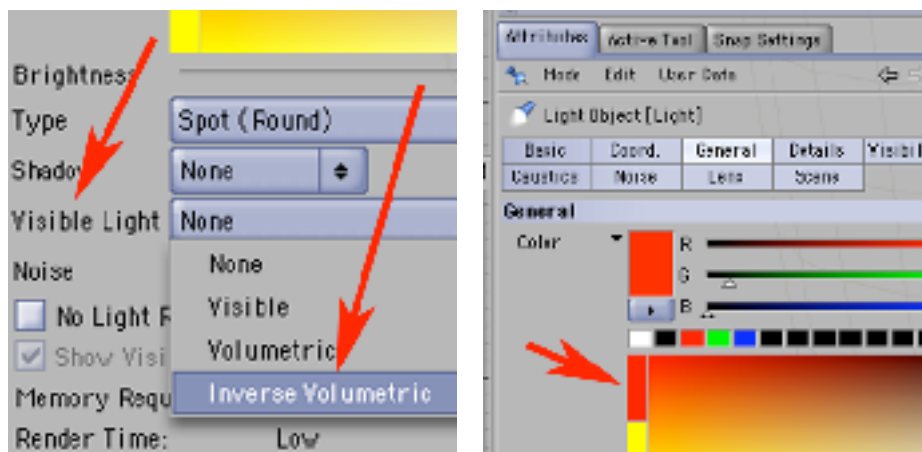 Brightness
Type Spot (Round)
Shadow None
Visible Light None
None
Visible
Volumetric
Inverse Volumetric
Noise
No Light R
Show Visi
Memory Requ
Render Time: Low
Attributes Active Tool Snap Settings
Mode Edit User Data
Light Object [Light]
Basic Coord. General Details Visibil
Caustics Noise Lens Scene
General
Color R
G
B